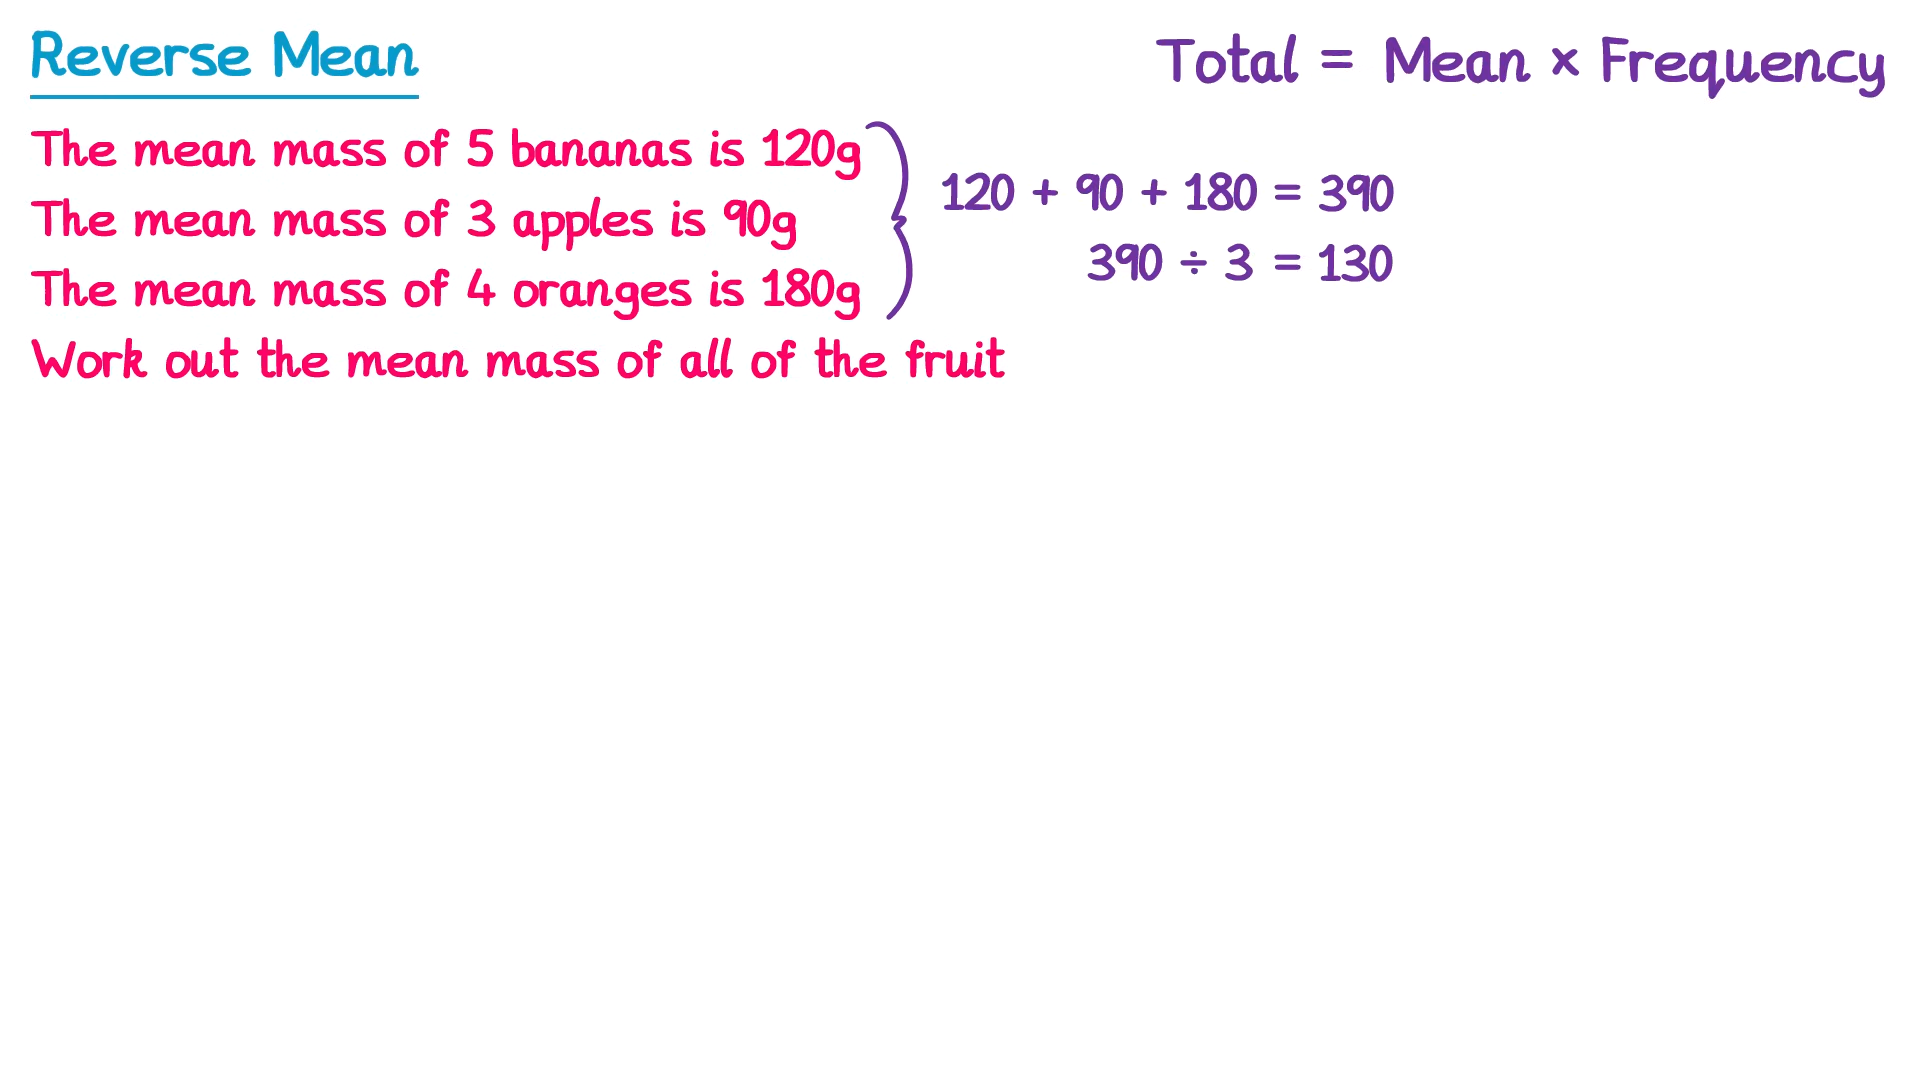 Reverse Mean
Total = Mean × Frequency
The mean mass of 5 bananas is 120g
The mean mass of 3 apples is 90g
The mean mass of 4 oranges is 180g
Work out the mean mass of all of the fruit
120 + 90 + 180 = 390
390 ÷ 3 = 130